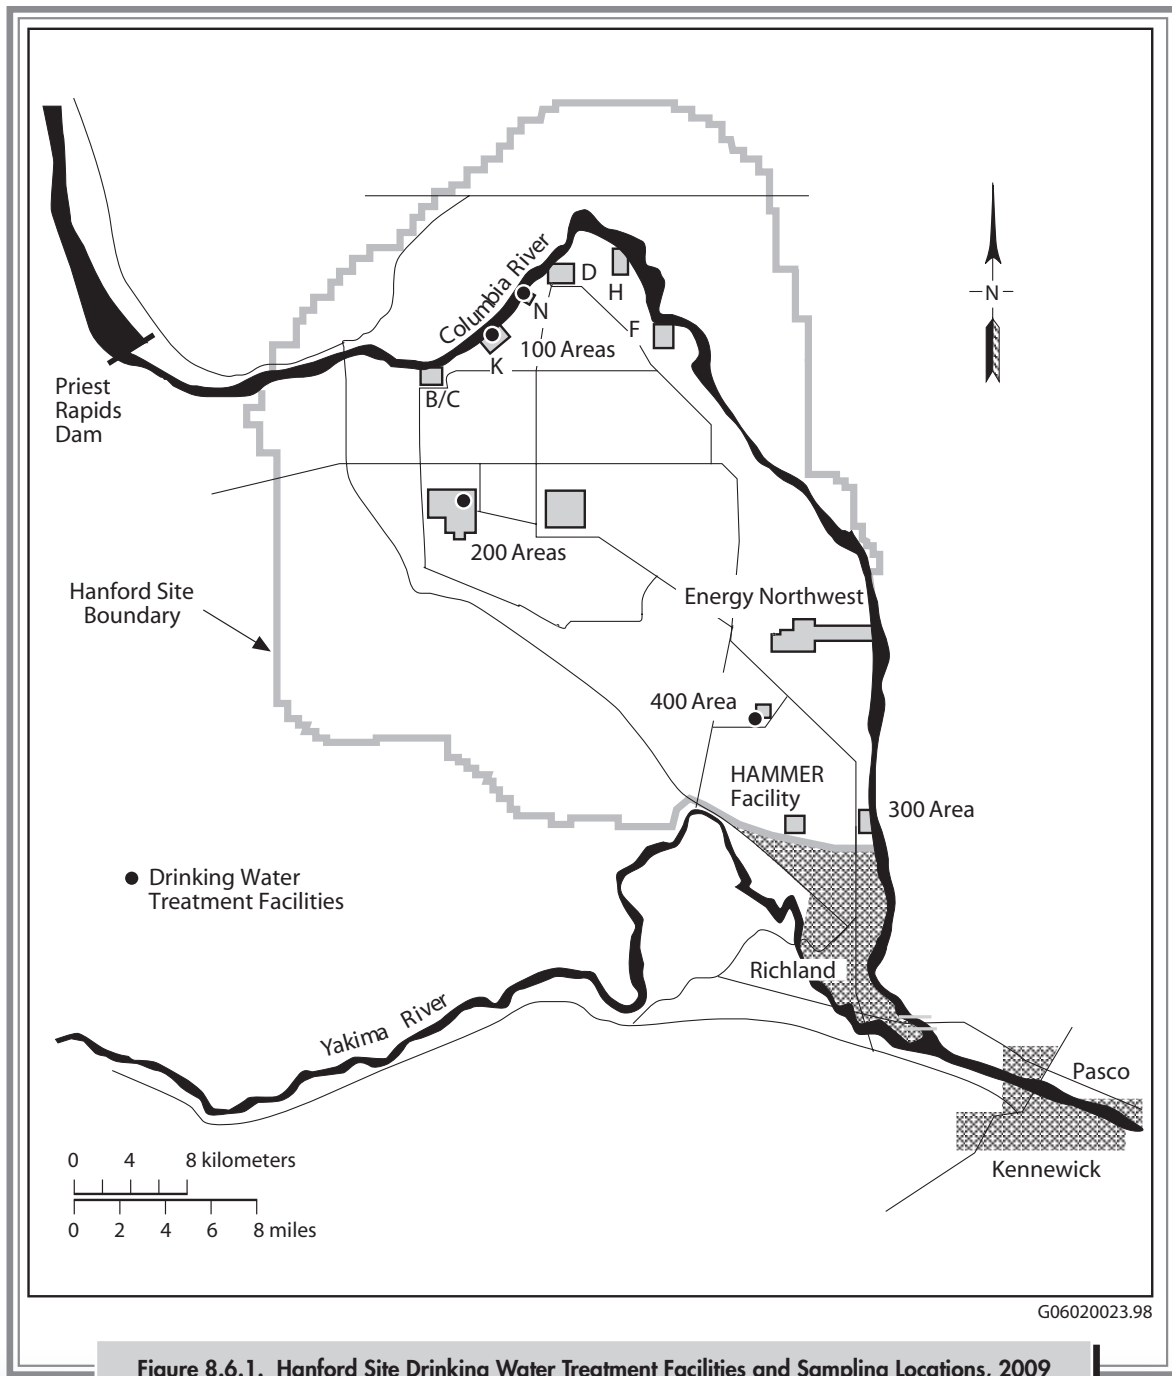 Columbia River
D
H
N
F
100 Areas
K
B/C
Priest
Rapids
Dam
N
200 Areas
Hanford Site
Boundary
Energy Northwest
400 Area
HAMMER
Facility
300 Area
Drinking Water
Treatment Facilities
Richland
Yakima River
Pasco
Kennewick
0 4 8 kilometers
0 2 4 6 8 miles
G06020023.98
Figure 8.6.1. Hanford Site Drinking Water Treatment Facilities and Sampling Locations, 2009